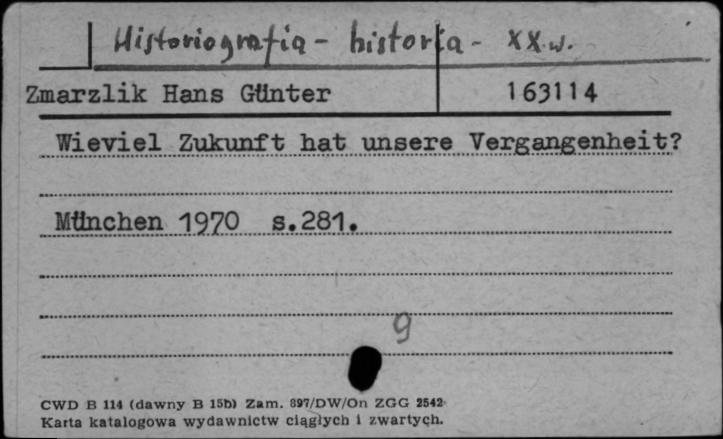 Historiografia - historia - XX.w.
Zmarzlik Hans Günter 163114
Wieviel Zukunft hat unsere Vergangenheit?
München 1970 s.281.
9
CWD B 114 (dawny B 15b) Zam. 897/DW/On ZGG 2542
Karta katalogowa wydawnictw ciągłych i zwartych.